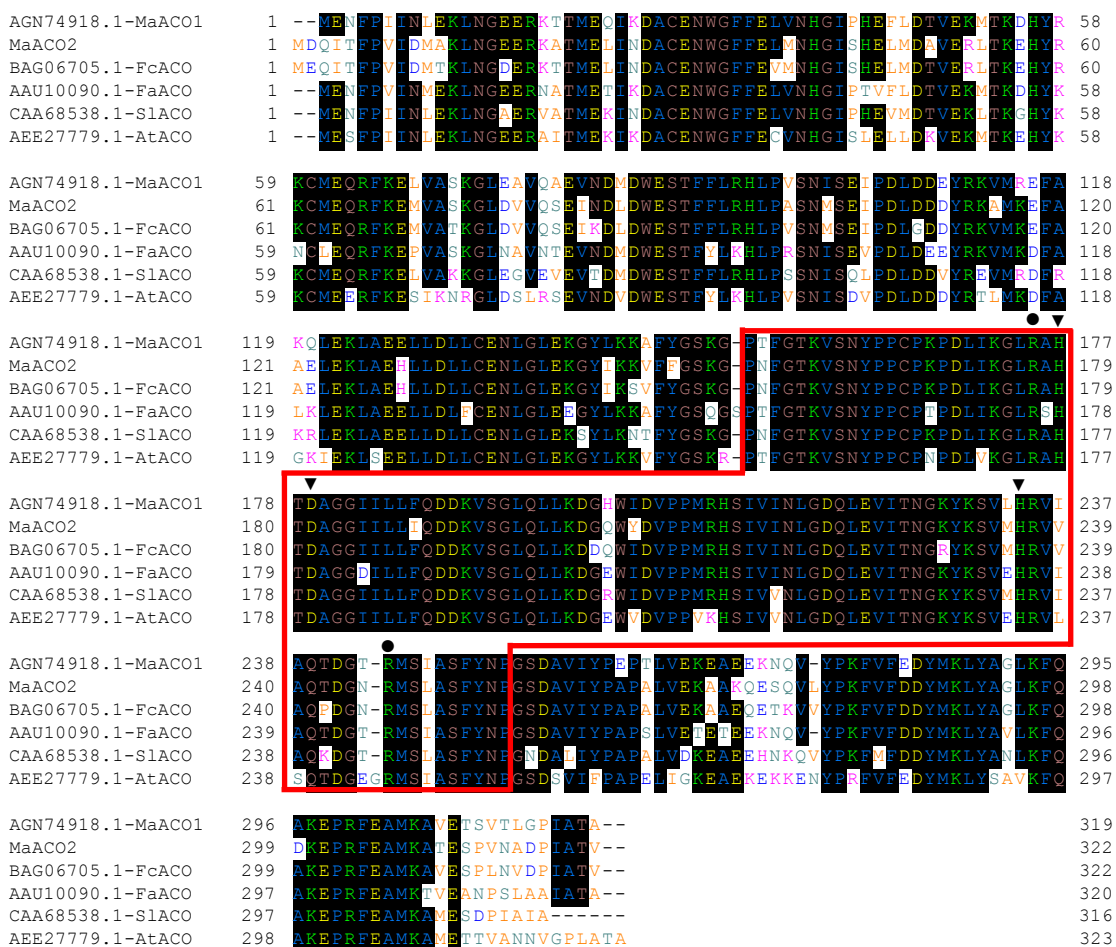 AGN74918.1-MaACO1 1 --MENFPIINLEKLNGEERKTTMEQIKDACENWGFFELVNHGIPHEFLDTVEKMTKDHYR 58
MaACO2 1 MDQITFPVIDMAKLNGEERKATMELINDACENWGFFELMNHGISHELMDAVERLTKEHYR 60
BAG06705.1-FcACO 1 MEQITFPVIDMTKLNGDERKTTMELINDACENWGFFEVMNHGISHELMDTVERLTKEHYR 60
AAU10090.1-FaACO 1 --MENFPVINMEKLNGEERNATMETIKDACENWGFFELVNHGIPTVFLDTVEKMTKDHYK 58
CAA68538.1-SlACO 1 --MENFPIINLEKLNGAERVATMEKINDACENWGFFELVNHGIPHEVMDTVEKLTKGHYK 58
AEE27779.1-AtACO 1 --MESFPIINLEKLNGEERAITMEKIKDACENWGFFECVNHGISLELLDKVEKMTKEHYK 58
AGN74918.1-MaACO1 59 KCMEQRFKELVASKGLEAVQAEVNDMDWESTFFLRHLPVSNISEIPDLDDEYRKVMREFA 118
MaACO2 61 KCMEQRFKEMVASKGLDVVQSEINDLDWESTFFLRHLPASNMSEIPDLDDDYRKAMKEFA 120
BAG06705.1-FcACO 61 KCMEQRFKEMVATKGLDVVQSEIKDLDWESTFFLRHLPVSNMSEIPDLGDDYRKVMKEFA 120
AAU10090.1-FaACO 59 NCLEQRFKEPVASKGLNAVNTEVNDMDWESTFYLKHLPRSNISEVPDLDEEYRKVMKEFA 118
CAA68538.1-SlACO 59 KCMEQRFKELVAKKGLEGVEVEVTDMDWESTFFLRHLPSSNISQLPDLDDVYREVMRDFR 118
AEE27779.1-AtACO 59 KCMEERFKESIKNRGLDSLRSEVNDVDWESTFYLKHLPVSNISDVPDLDDDYRTLMKDFA 118
AGN74918.1-MaACO1 119 KQLEKLAEELLDLLCENLGLEKGYLKKAFYGSKG-PTFGTKVSNYPPCPKPDLIKGLRAH 177
MaACO2 121 AELEKLAEHLLDLLCENLGLEKGYIKKVFFGSKG-PNFGTKVSNYPPCPKPDLIKGLRAH 179
BAG06705.1-FcACO 121 AELEKLAEHLLDLLCENLGLEKGYIKSVFYGSKG-PNFGTKVSNYPPCPKPDLIKGLRAH 179
AAU10090.1-FaACO 119 LKLEKLAEELLDLFCENLGLEEGYLKKAFYGSQGSPTFGTKVSNYPPCPTPDLIKGLRSH 178
CAA68538.1-SlACO 119 KRLEKLAEELLDLLCENLGLEKSYLKNTFYGSKG-PNFGTKVSNYPPCPKPDLIKGLRAH 177
AEE27779.1-AtACO 119 GKIEKLSEELLDLLCENLGLEKGYLKKVFYGSKR-PTFGTKVSNYPPCPNPDLVKGLRAH 177
AGN74918.1-MaACO1 178 TDAGGIILLFQDDKVSGLQLLKDGHWIDVPPMRHSIVINLGDQLEVITNGKYKSVLHRVI 237
MaACO2 180 TDAGGIILLIQDDKVSGLQLLKDGQWYDVPPMRHSIVINLGDQLEVITNGKYKSVMHRVV 239
BAG06705.1-FcACO 180 TDAGGIILLFQDDKVSGLQLLKDDQWIDVPPMRHSIVINLGDQLEVITNGRYKSVMHRVV 239
AAU10090.1-FaACO 179 TDAGGDILLFQDDKVSGLQLLKDGEWIDVPPMRHSIVINLGDQLEVITNGKYKSVEHRVI 238
CAA68538.1-SlACO 178 TDAGGIILLFQDDKVSGLQLLKDGRWIDVPPMRHSIVVNLGDQLEVITNGKYKSVMHRVI 237
AEE27779.1-AtACO 178 TDAGGIILLFQDDKVSGLQLLKDGEWVDVPPVKHSIVVNLGDQLEVITNGKYKSVEHRVL 237
AGN74918.1-MaACO1 238 AQTDGT-RMSIASFYNPGSDAVIYPEPTLVEKEAEEKNQV-YPKFVFEDYMKLYAGLKFQ 295
MaACO2 240 AQTDGN-RMSLASFYNPGSDAVIYPAPALVEKAAKQESQVLYPKFVFDDYMKLYAGLKFQ 298
BAG06705.1-FcACO 240 AQPDGN-RMSLASFYNPGSDAVIYPAPALVEKAAEQETKVVYPKFVFDDYMKLYAGLKFQ 298
AAU10090.1-FaACO 239 AQTDGT-RMSIASFYNPGSDAVIYPAPSLVETETEEKNQV-YPKFVFDDYMKLYAVLKFQ 296
CAA68538.1-SlACO 238 AQKDGT-RMSLASFYNPGNDALIYPAPALVDKEAEEHNKQVYPKFMFDDYMKLYANLKFQ 296
AEE27779.1-AtACO 238 SQTDGEGRMSIASFYNPGSDSVIFPAPELIGKEAEKEKKENYPRFVFEDYMKLYSAVKFQ 297
AGN74918.1-MaACO1 296 AKEPRFEAMKAVETSVTLGPIATA-- 319
MaACO2 299 DKEPRFEAMKATESPVNADPIATV-- 322
BAG06705.1-FcACO 299 AKEPRFEAMKAVESPLNVDPIATV-- 322
AAU10090.1-FaACO 297 AKEPRFEAMKTVEANPSLAAIATA-- 320
CAA68538.1-SlACO 297 AKEPRFEAMKAMESDPIAIA------ 316
AEE27779.1-AtACO 298 AKEPRFEAMKAMETTVANNVGPLATA 323